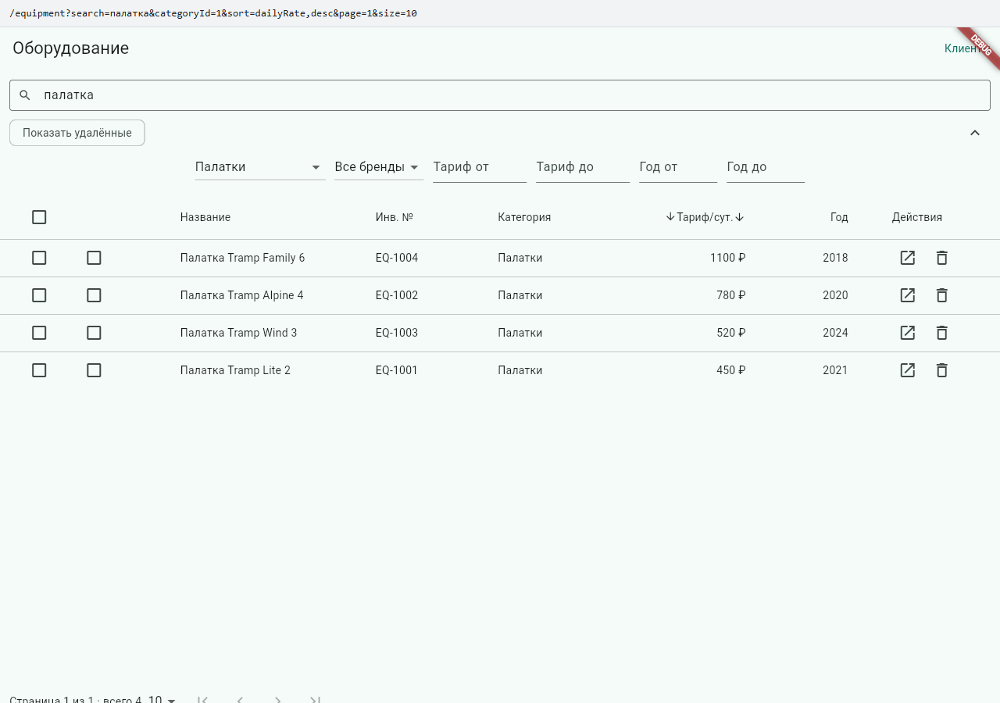 /equipment?search=палатка&categoryId=1&sort=dailyRate,desc&page=1&size=10
Оборудование
DEBUG
палатка
Показать удалённые
Палатки Все бренды Тариф от Тариф до Год от Год до
Название Инв. № Категория Тариф/сут. Год Действия
Палатка Tramp Family 6 EQ-1004 Палатки 1100 ₽ 2018
Палатка Tramp Alpine 4 EQ-1002 Палатки 780 ₽ 2020
Палатка Tramp Wind 3 EQ-1003 Палатки 520 ₽ 2024
Палатка Tramp Lite 2 EQ-1001 Палатки 450 ₽ 2021
Страница 1 из 1 · всего 4 10